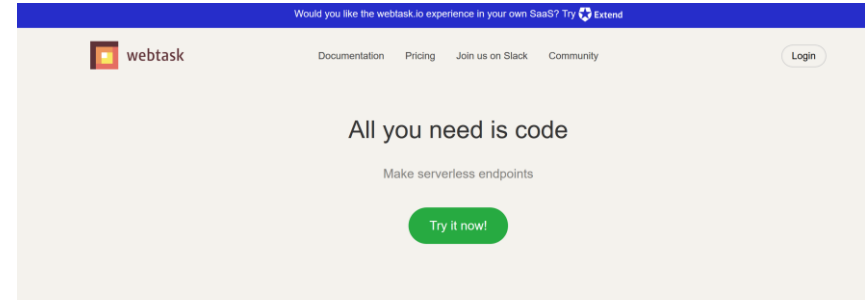 Would you like the webtask.io experience in your own SaaS? Try Extend
webtask
Documentation Pricing Join us on Slack Community
Login
All you need is code
Make serverless endpoints
Try it now!